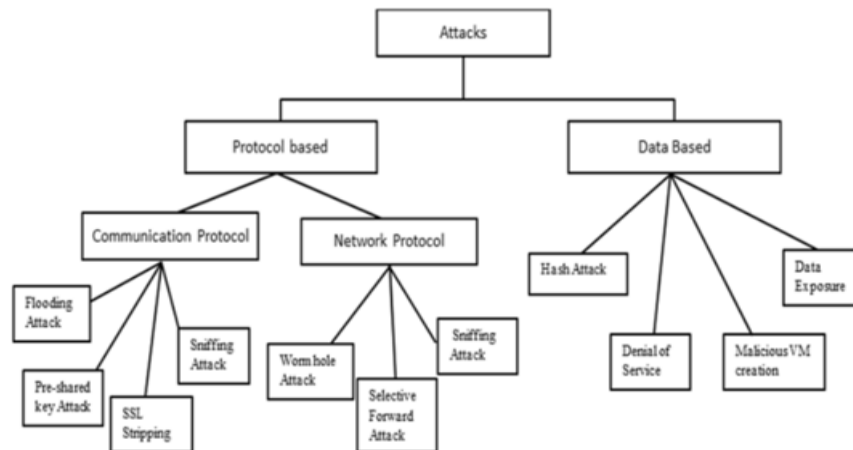 Attacks
Protocol based
Data Based
Communication Protocol
Network Protocol
Hash Attack
Data
Exposure
Flooding
Attack
Sniffing
Attack
Worm hole
Attack
Sniffing
Attack
Denial of
Service
Malicious VM
creation
Pre-shared
key Attack
SSL
Stripping
Selective
Forward
Attack